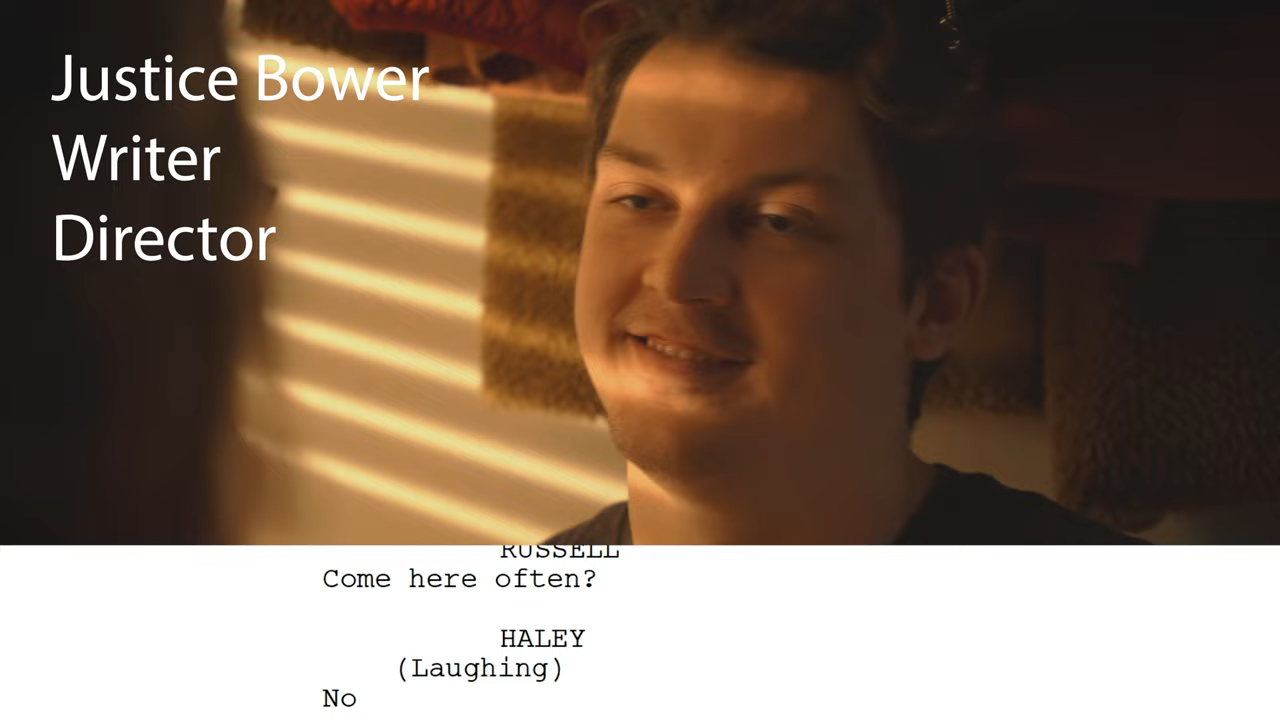 Justice Bower
Writer
Director
RUSSELL
Come here often?
HALEY
(Laughing)
No